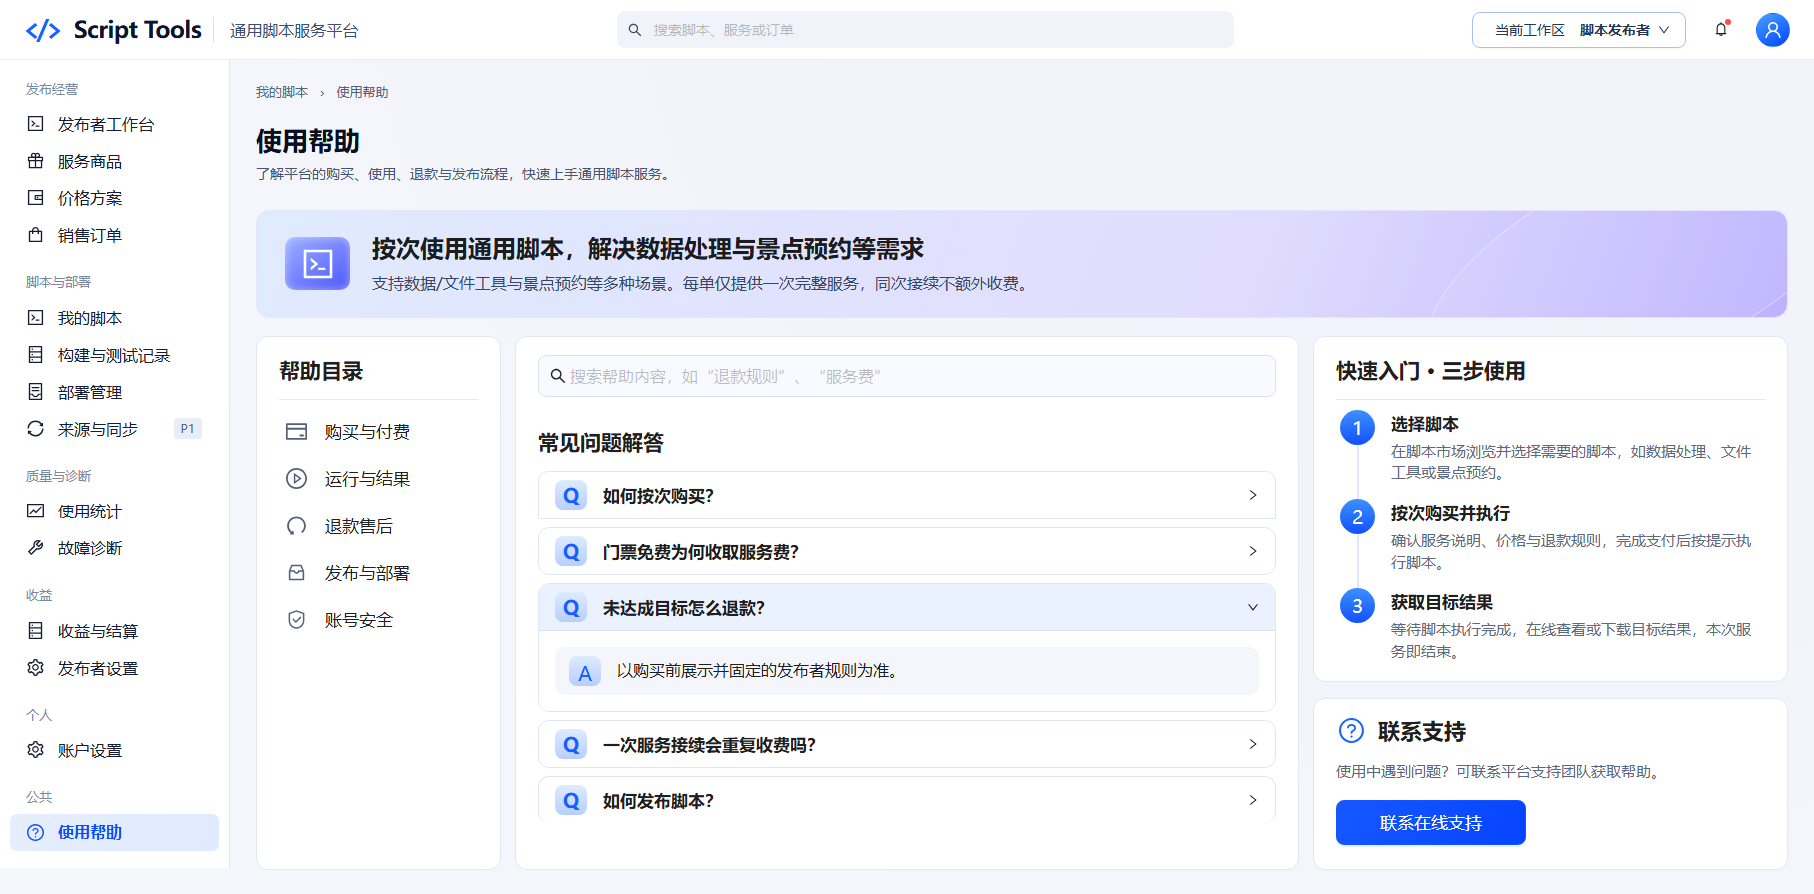 </> Script Tools
通用脚本服务平台
搜索脚本、服务或订单
当前工作区 脚本发布者
发布经营
发布者工作台
服务商品
价格方案
销售订单
脚本与部署
我的脚本
构建与测试记录
部署管理
来源与同步 P1
质量与诊断
使用统计
故障诊断
收益
收益与结算
发布者设置
个人
账户设置
公共
使用帮助
我的脚本 › 使用帮助
使用帮助
了解平台的购买、使用、退款与发布流程，快速上手通用脚本服务。
按次使用通用脚本，解决数据处理与景点预约等需求
支持数据/文件工具与景点预约等多种场景。每单仅提供一次完整服务，同次接续不额外收费。
帮助目录
购买与付费
运行与结果
退款售后
发布与部署
账号安全
搜索帮助内容，如“退款规则”、“服务费”
常见问题解答
Q 如何按次购买？
Q 门票免费为何收取服务费？
Q 未达成目标怎么退款？
A 以购买前展示并固定的发布者规则为准。
Q 一次服务接续会重复收费吗？
Q 如何发布脚本？
快速入门・三步使用
1 选择脚本
在脚本市场浏览并选择需要的脚本，如数据处理、文件
工具或景点预约。
2 按次购买并执行
确认服务说明、价格与退款规则，完成支付后按提示执
行脚本。
3 获取目标结果
等待脚本执行完成，在线查看或下载目标结果，本次服
务即结束。
联系支持
使用中遇到问题？可联系平台支持团队获取帮助。
联系在线支持